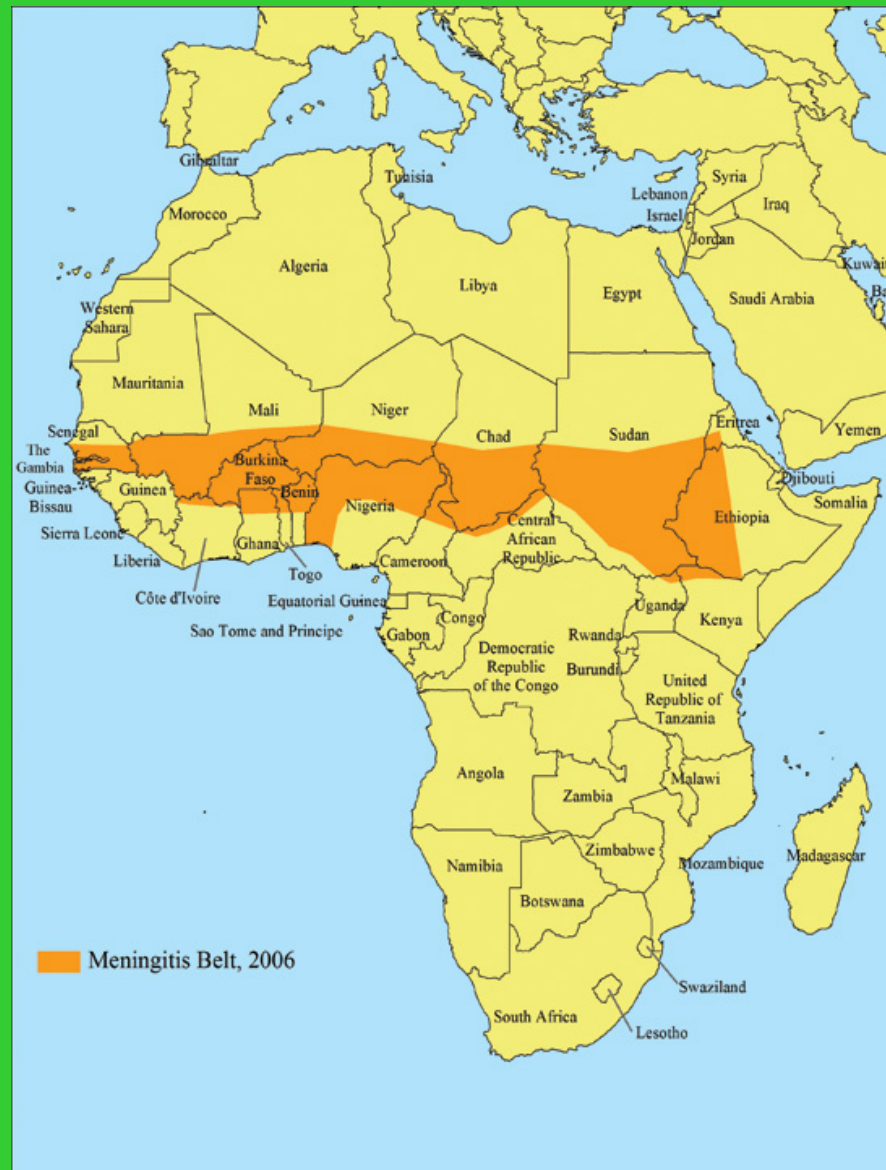 Gibraltar
Tunisia
Syria
Lebanon
Israel
Iraq
Jordan
Morocco
Kuwait
Algeria
Libya
Egypt
Saudi Arabia
Ba
Western
Sahara
Mauritania
Mali
Niger
Chad
Sudan
Eritrea
Yemen
Senegal
The
Gambia
Guinea-
Bissau
Guinea
Burkina
Faso
Benin
Nigeria
Djibouti
Somalia
Ethiopia
Sierra Leone
Liberia
Ghana
Central
African
Republic
Cameroon
Togo
Côte d'Ivoire
Equatorial Guinea
Sao Tome and Principe
Gabon
Congo
Uganda
Kenya
Rwanda
Burundi
Democratic
Republic
of the Congo
United
Republic of
Tanzania
Angola
Malawi
Zambia
Zimbabwe
Mozambique
Madagascar
Namibia
Botswana
Meningitis Belt, 2006
Swaziland
South Africa
Lesotho